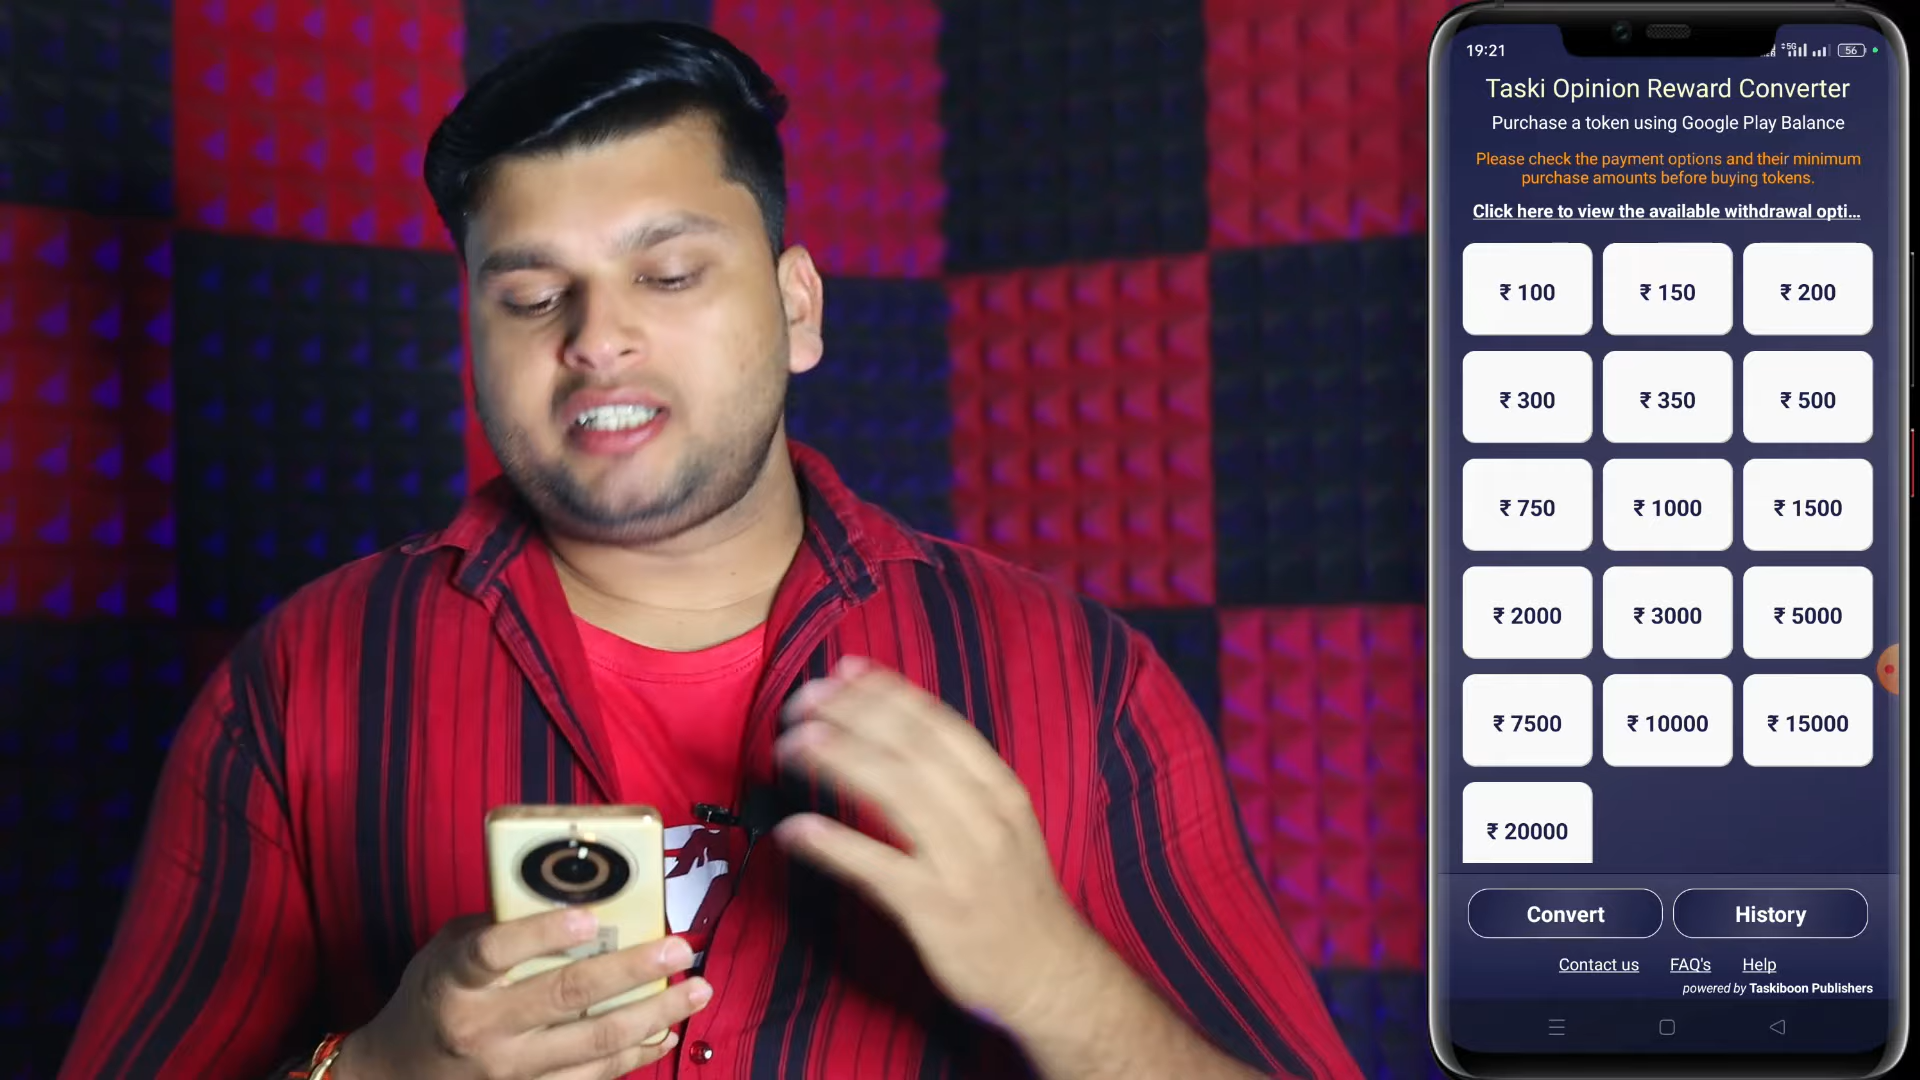 19:21
5G
56
Taski Opinion Reward Converter
Purchase a token using Google Play Balance
Please check the payment options and their minimum
purchase amounts before buying tokens.
Click here to view the available withdrawal opti...
₹ 100 ₹ 150 ₹ 200
₹ 300 ₹ 350 ₹ 500
₹ 750 ₹ 1000 ₹ 1500
₹ 2000 ₹ 3000 ₹ 5000
₹ 7500 ₹ 10000 ₹ 15000
₹ 20000
Convert History
Contact us FAQ's Help
powered by Taskiboon Publishers